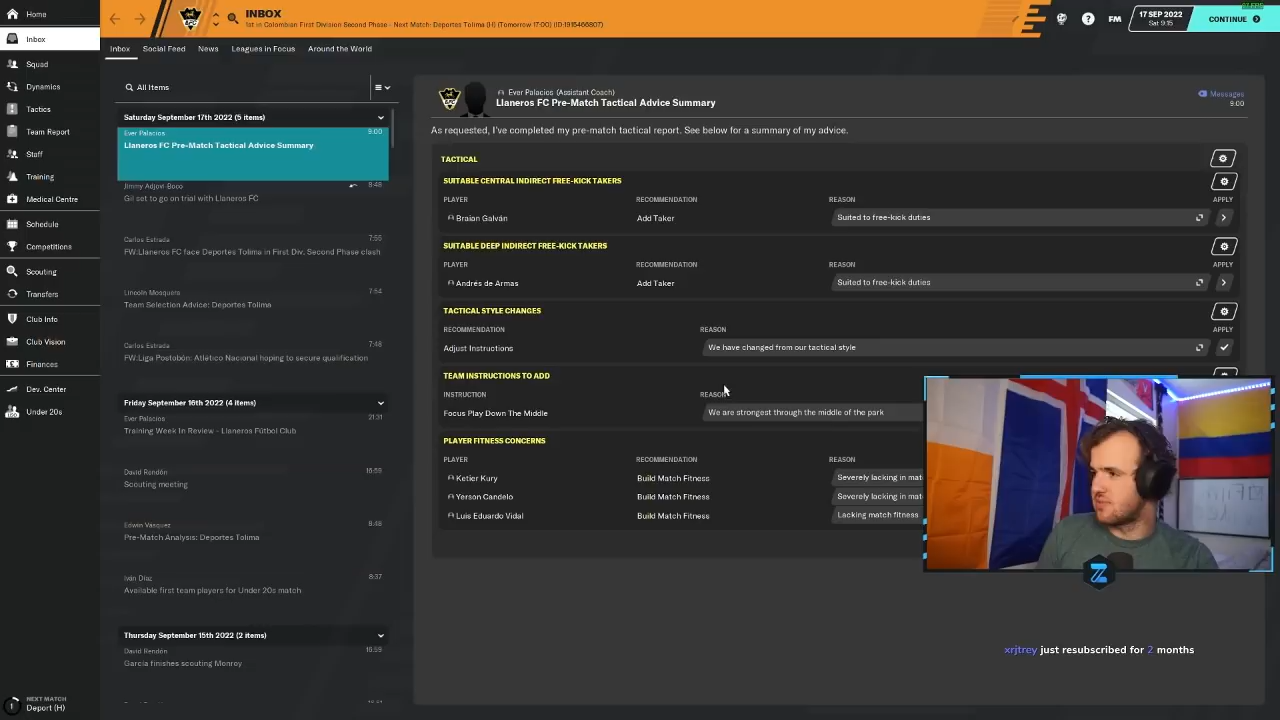 Home
Inbox
Squad
Dynamics
Tactics
Team Report
Staff
Training
Medical Centre
Schedule
Competitions
Scouting
Transfers
Club Info
Club Vision
Finances
Dev. Center
Under 20s
NEXT MATCH
Deport (H)
INBOX
1st in Colombian First Division Second Phase - Next Match: Deportes Tolima (H) (Tomorrow 17:00) (ID:1915466807)
FM
17 SEP 2022
Sat 9:15
CONTINUE
Inbox
Social Feed
News
Leagues in Focus
Around the World
All Items
Saturday September 17th 2022 (5 items)
Ever Palacios 9:00
Llaneros FC Pre-Match Tactical Advice Summary
Jimmy Adjovi-Boco 8:48
Gil set to go on trial with Llaneros FC
Carlos Estrada 7:55
FW:Llaneros FC face Deportes Tolima in First Div. Second Phase clash
Lincoln Mosquera 7:54
Team Selection Advice: Deportes Tolima
Carlos Estrada 7:48
FW:Liga Postobón: Atlético Nacional hoping to secure qualification
Friday September 16th 2022 (4 items)
Ever Palacios 21:31
Training Week In Review - Llaneros Fútbol Club
David Rendón 16:59
Scouting meeting
Edwin Vásquez 8:48
Pre-Match Analysis: Deportes Tolima
Iván Díaz 8:37
Available first team players for Under 20s match
Thursday September 15th 2022 (2 items)
David Rendón 16:59
García finishes scouting Monroy
Ever Palacios (Assistant Coach)
Llaneros FC Pre-Match Tactical Advice Summary
Messages
9:00
As requested, I've completed my pre-match tactical report. See below for a summary of my advice.
TACTICAL
SUITABLE CENTRAL INDIRECT FREE-KICK TAKERS
PLAYER RECOMMENDATION REASON APPLY
Braian Galván Add Taker Suited to free-kick duties
SUITABLE DEEP INDIRECT FREE-KICK TAKERS
PLAYER RECOMMENDATION REASON APPLY
Andrés de Armas Add Taker Suited to free-kick duties
TACTICAL STYLE CHANGES
RECOMMENDATION REASON APPLY
Adjust Instructions We have changed from our tactical style
TEAM INSTRUCTIONS TO ADD
INSTRUCTION REASON
Focus Play Down The Middle We are strongest through the middle of the park
PLAYER FITNESS CONCERNS
PLAYER RECOMMENDATION REASON
Ketier Kury Build Match Fitness Severely lacking in mat
Yerson Candelo Build Match Fitness Severely lacking in mat
Luis Eduardo Vidal Build Match Fitness Lacking match fitness
xrjtrey just resubscribed for 2 months